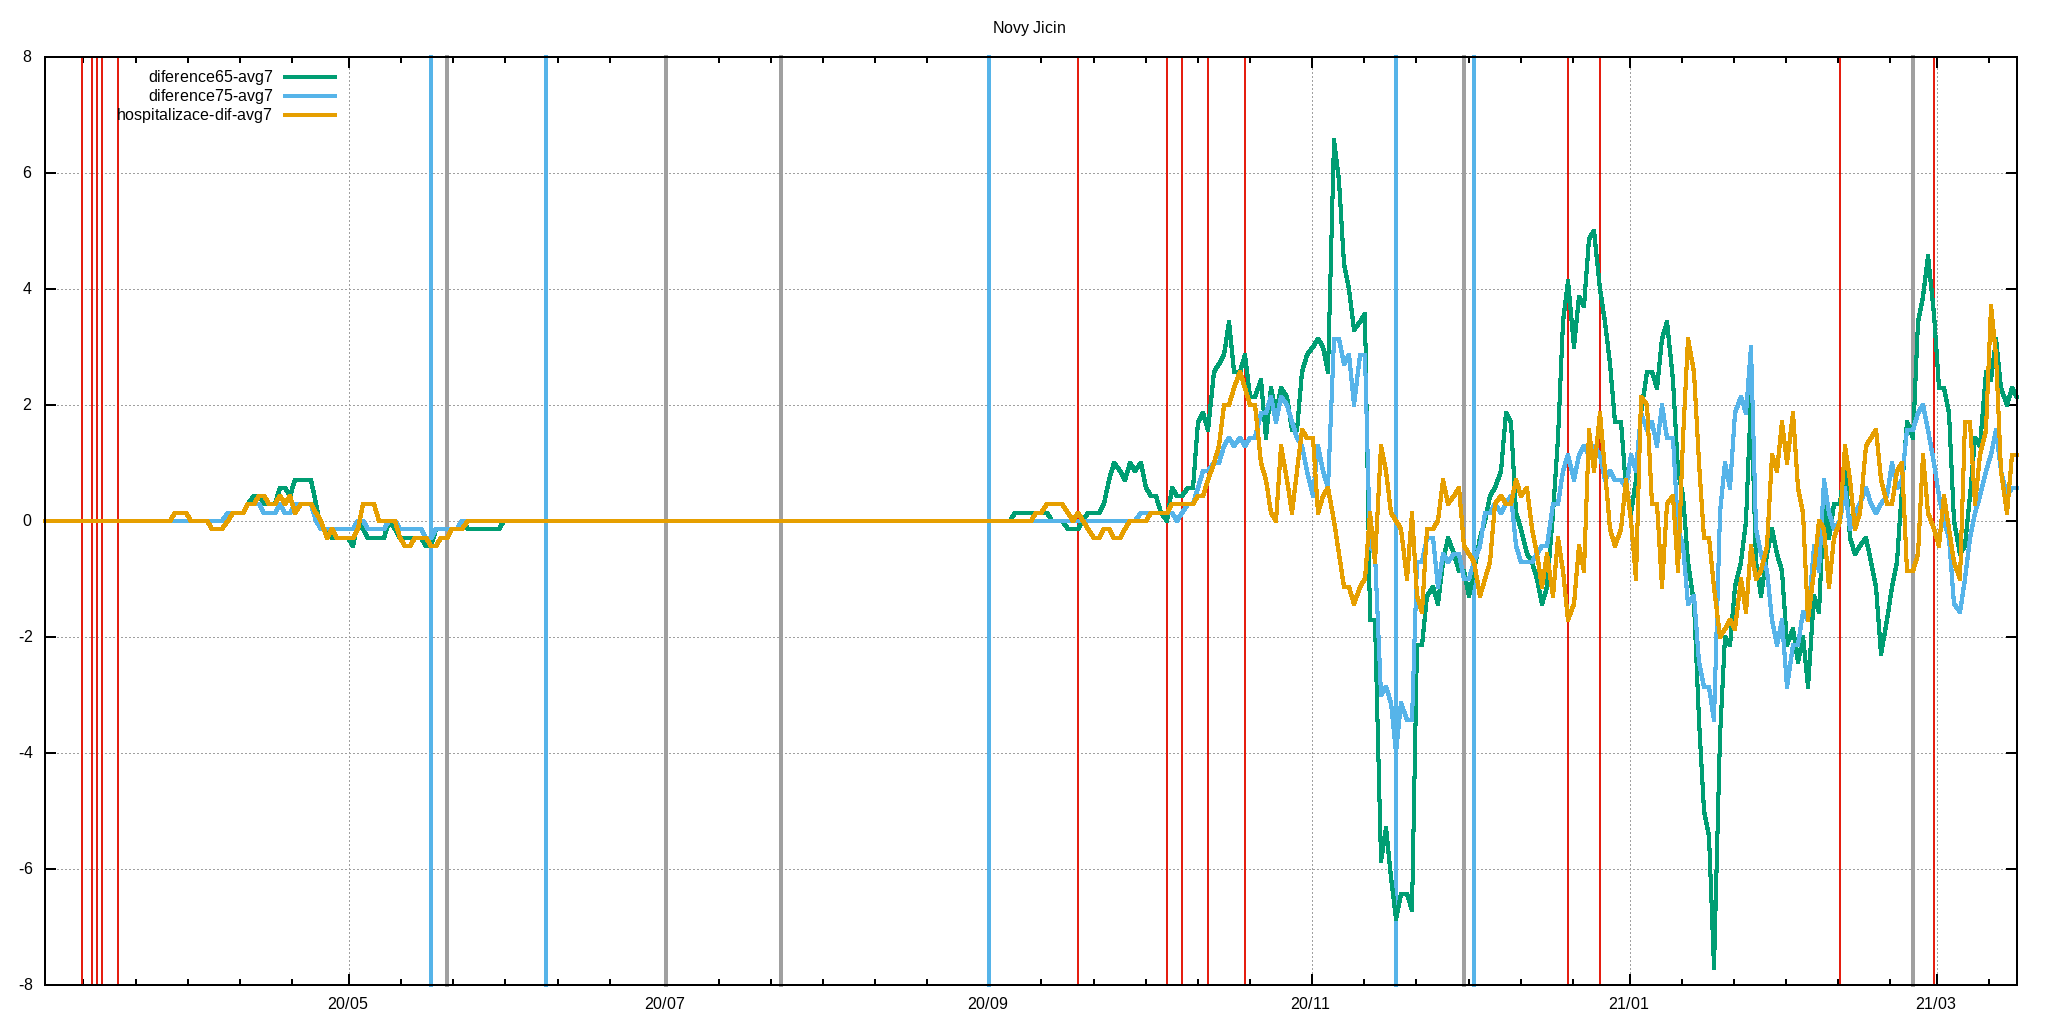 Novy Jicin
diference65-avg7
diference75-avg7
hospitalizace-dif-avg7
8
6
4
2
0
-2
-4
-6
-8
20/05 20/07 20/09 20/11 21/01 21/03